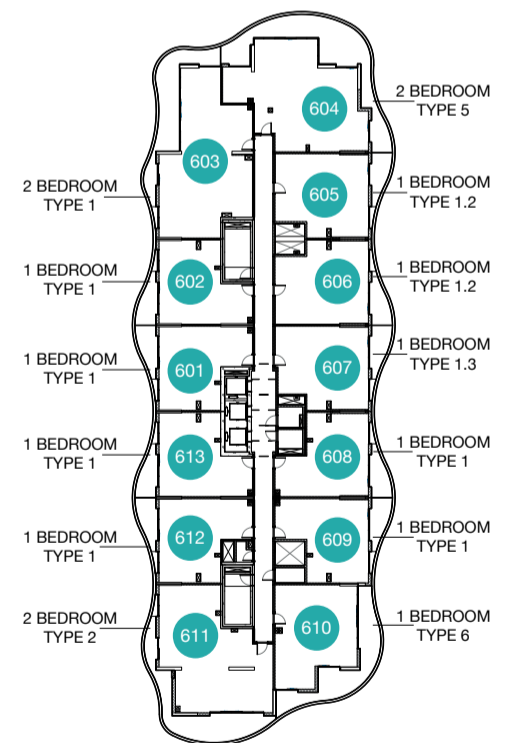 604
2 BEDROOM
TYPE 5
603
2 BEDROOM
TYPE 1
605
1 BEDROOM
TYPE 1.2
602
1 BEDROOM
TYPE 1
606
1 BEDROOM
TYPE 1.2
601
1 BEDROOM
TYPE 1
607
1 BEDROOM
TYPE 1.3
613
1 BEDROOM
TYPE 1
608
1 BEDROOM
TYPE 1
612
1 BEDROOM
TYPE 1
609
1 BEDROOM
TYPE 1
611
2 BEDROOM
TYPE 2
610
1 BEDROOM
TYPE 6